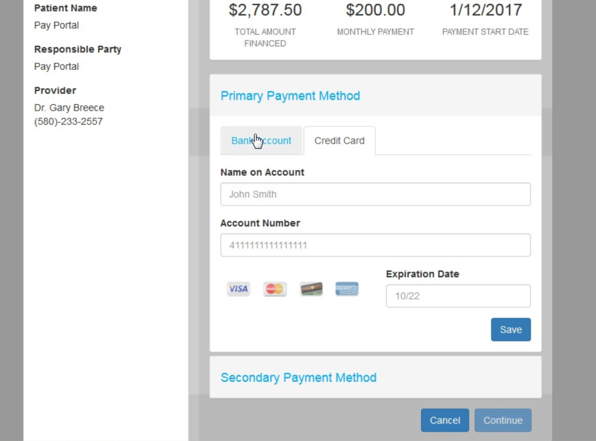 Patient Name
Pay Portal
Responsible Party
Pay Portal
Provider
Dr. Gary Breece
(580)-233-2557
$2,787.50
TOTAL AMOUNT
FINANCED
$200.00
MONTHLY PAYMENT
1/12/2017
PAYMENT START DATE
Primary Payment Method
Bank Account
Credit Card
Name on Account
John Smith
Account Number
4111111111111111
VISA
Expiration Date
10/22
Save
Secondary Payment Method
Cancel
Continue